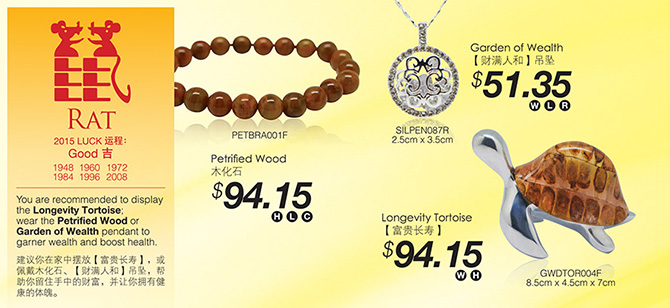 RAT
2015 LUCK 运程:
Good 吉
1948 1960 1972
1984 1996 2008
You are recommended to display
the Longevity Tortoise;
wear the Petrified Wood or
Garden of Wealth pendant to
garner wealth and boost health.
建议你在家中摆放【富贵长寿】，或
佩戴木化石、【财满人和】吊坠，帮
助你留住手中的财富，并让你拥有健
康的体魄。
PETBRA001F
Petrified Wood
木化石
$94.15
H L C
SILPEN087R
2.5cm x 3.5cm
Garden of Wealth
【财满人和】吊坠
$51.35
W L R
Longevity Tortoise
【富贵长寿】
$94.15
W H
GWDTOR004F
8.5cm x 4.5cm x 7cm